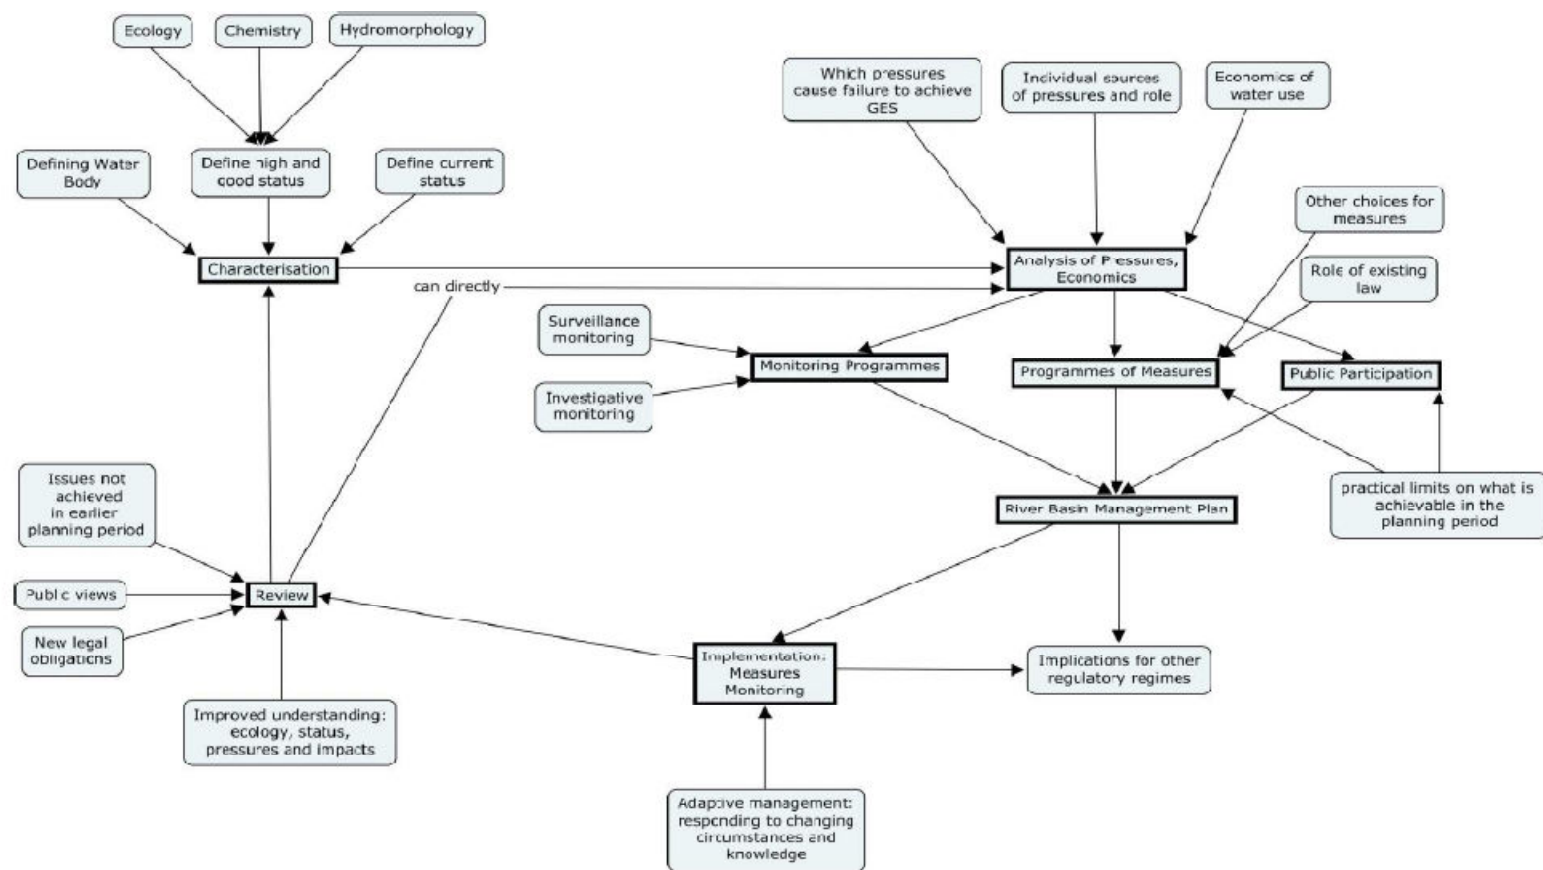 Ecology
Chemistry
Hydromorphology
Which pressures
cause failure to achieve
GES
Individual sources
of pressures and role
Economics of
water use
Defining Water
Body
Define high and
good status
Define current
status
Other choices for
measures
Characterisation
Analysis of Pressures,
Economics
Role of existing
law
can directly
Surveillance
monitoring
Monitoring Programmes
Programmes of Measures
Public Participation
Investigative
monitoring
Issues not
achieved
in earlier
planning period
River Basin Management Plan
practical limits on what is
achievable in the
planning period
Public views
Review
New legal
obligations
Implementation:
Measures
Monitoring
Implications for other
regulatory regimes
Improved understanding:
ecology, status,
pressures and impacts
Adaptive management:
responding to changing
circumstances and
knowledge